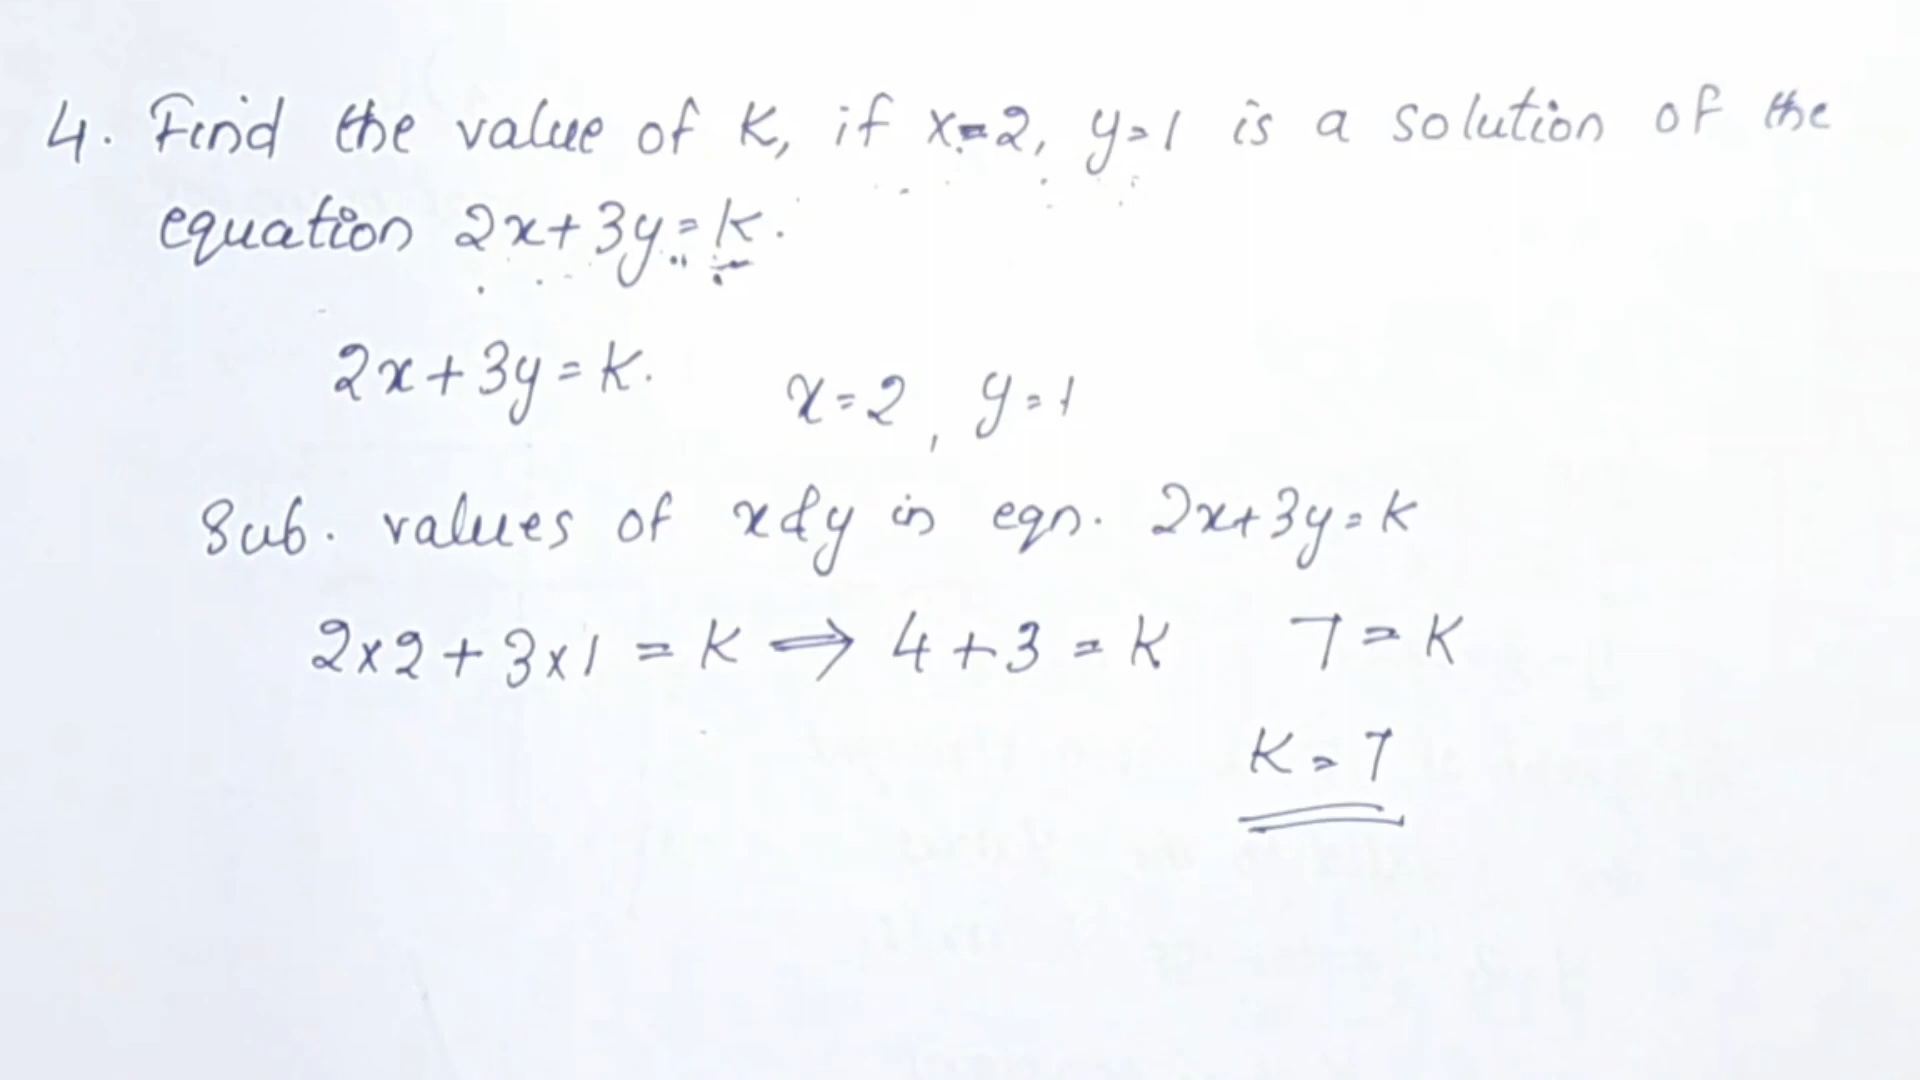 4. Find the value of K, if x=2, y=1 is a solution of the
equation 2x+3y=k.
2x+3y=K. x=2, y=1
Sub. values of x&y in eqn. 2x+3y=K
2x2+3x1=K ⟹ 4+3=K 7=K
K=7